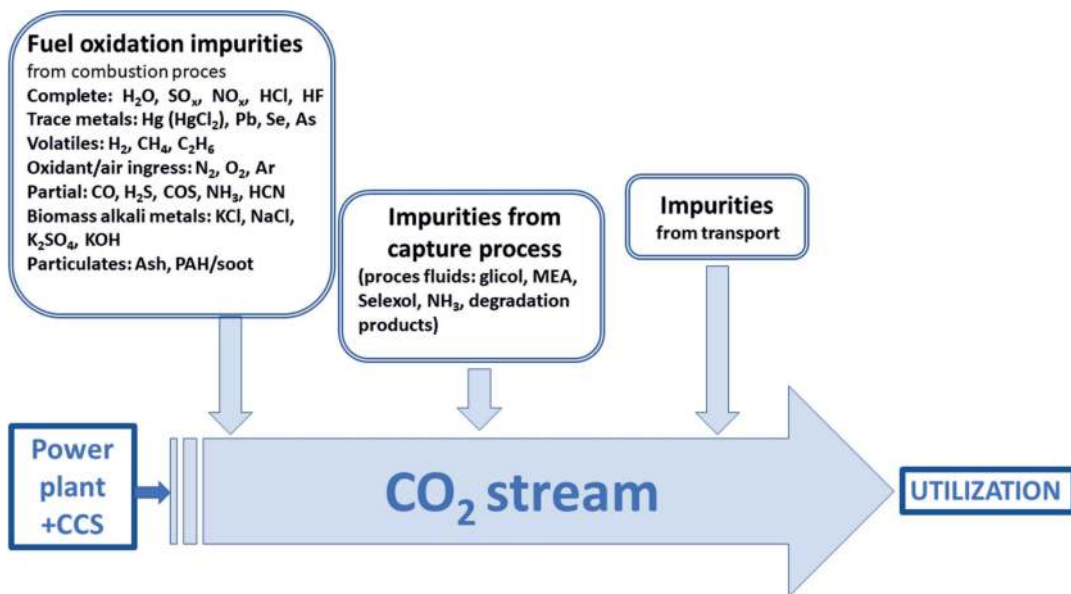 Fuel oxidation impurities
from combustion proces
Complete: H₂O, SOₓ, NOₓ, HCl, HF
Trace metals: Hg (HgCl₂), Pb, Se, As
Volatiles: H₂, CH₄, C₂H₆
Oxidant/air ingress: N₂, O₂, Ar
Partial: CO, H₂S, COS, NH₃, HCN
Biomass alkali metals: KCl, NaCl,
K₂SO₄, KOH
Particulates: Ash, PAH/soot
Impurities from
capture process
(proces fluids: glicol, MEA,
Selexol, NH₃, degradation
products)
Impurities
from transport
Power
plant
+CCS
CO₂ stream
UTILIZATION